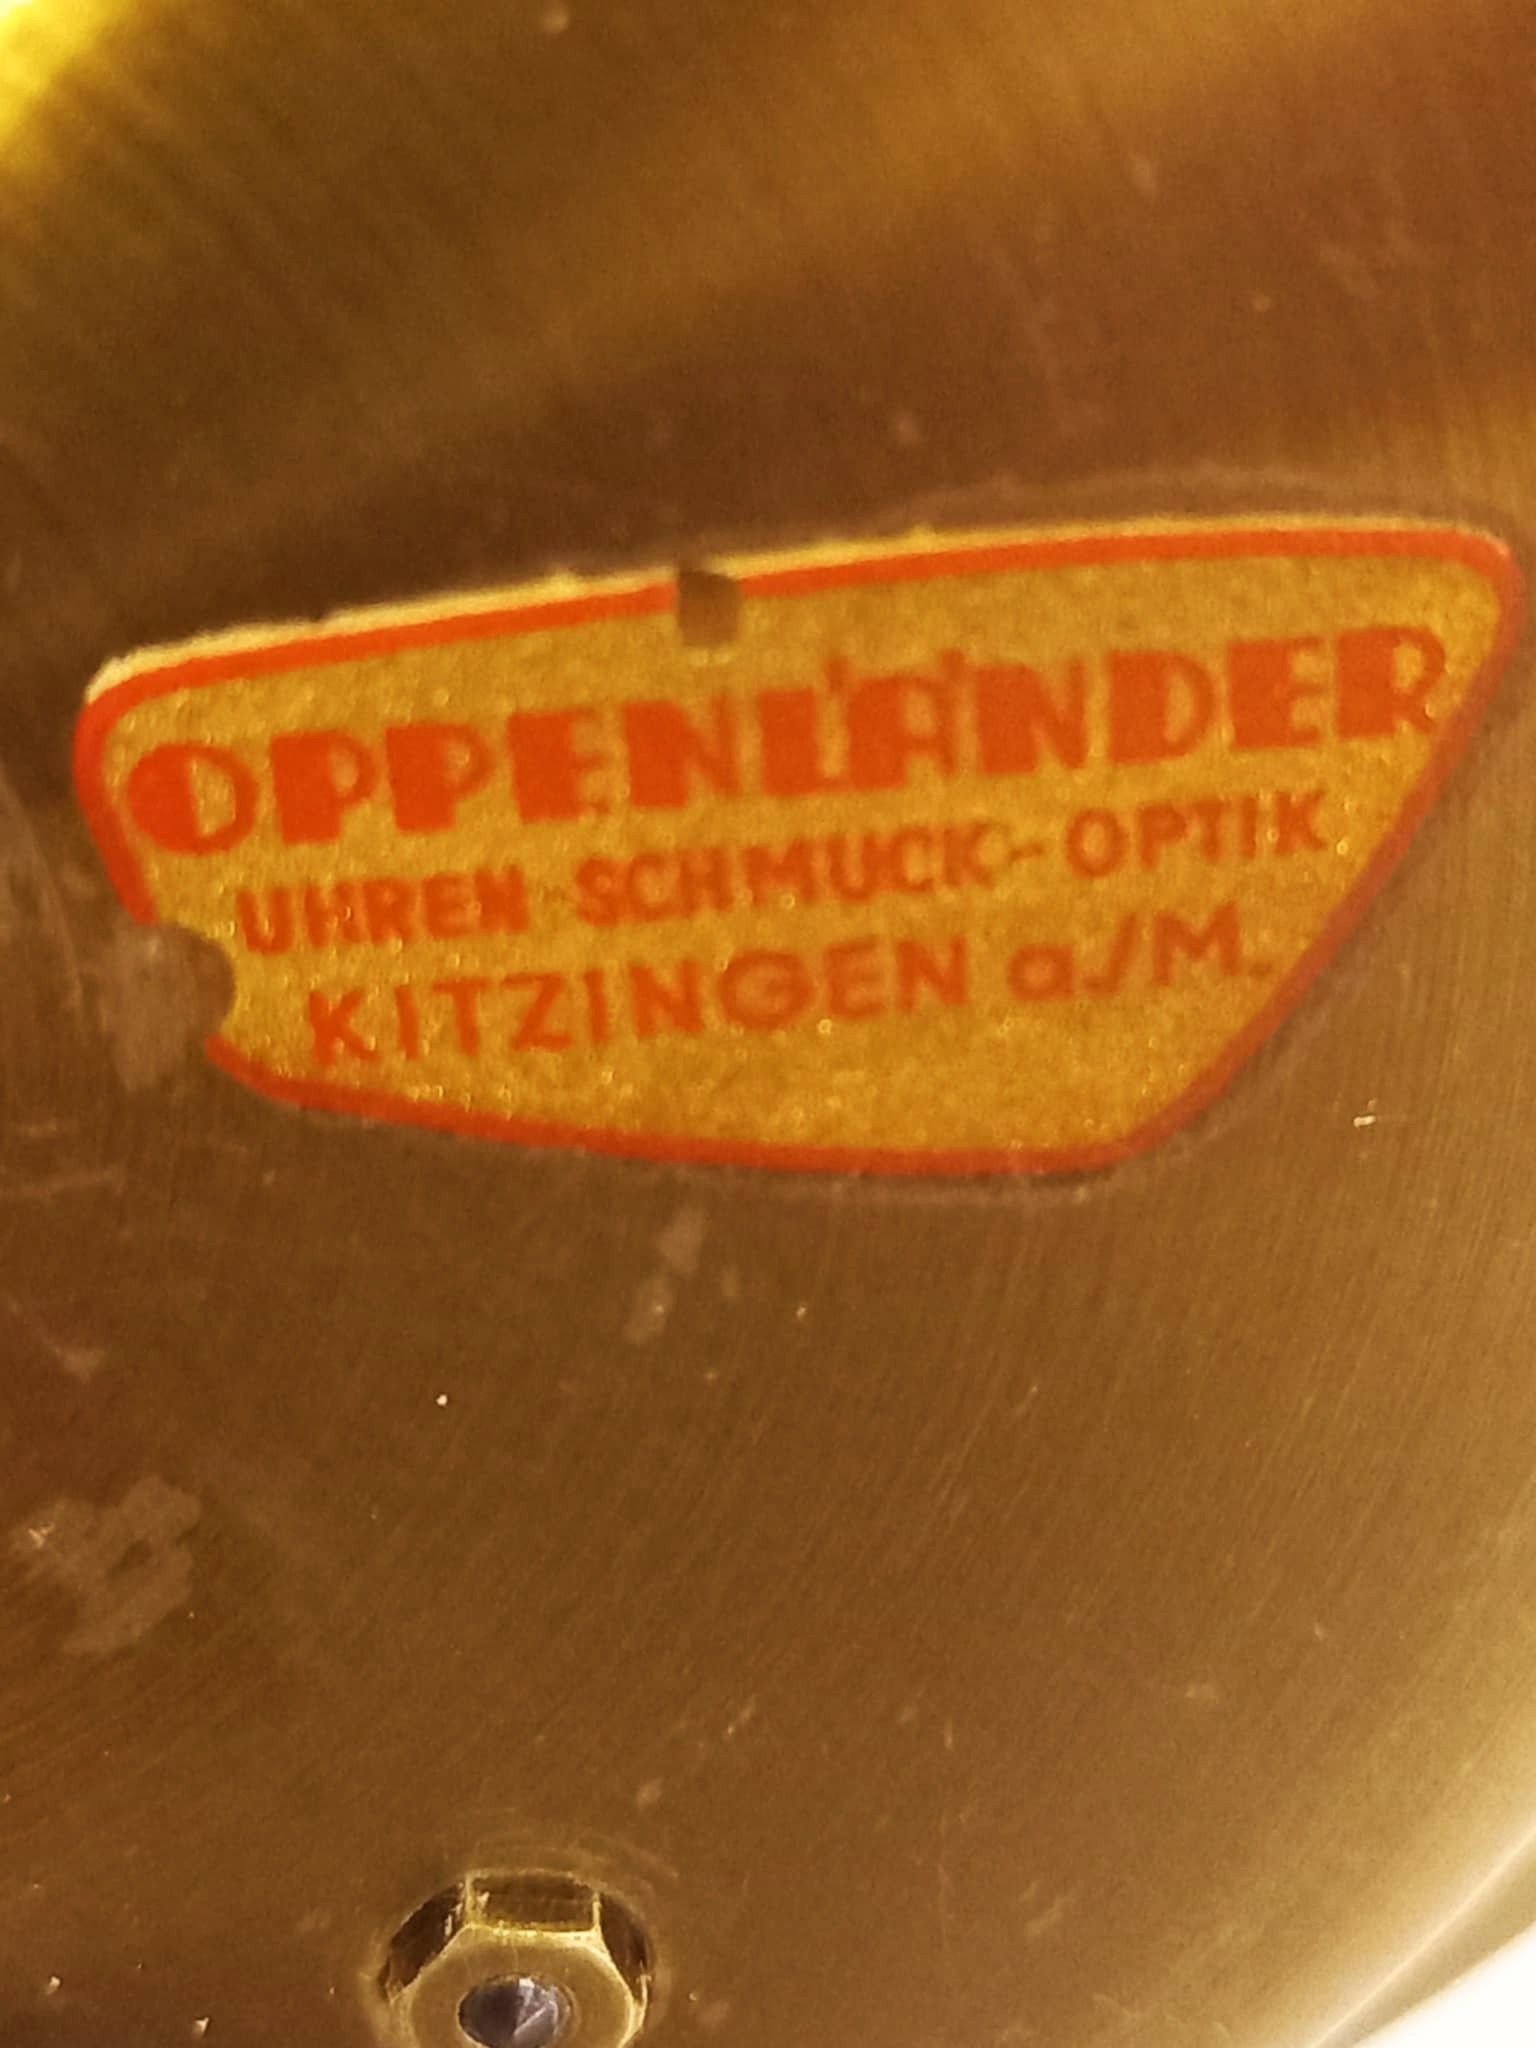 OPPENLÄNDER
UHREN SCHMUCK-OPTIK
KITZINGEN a/M.